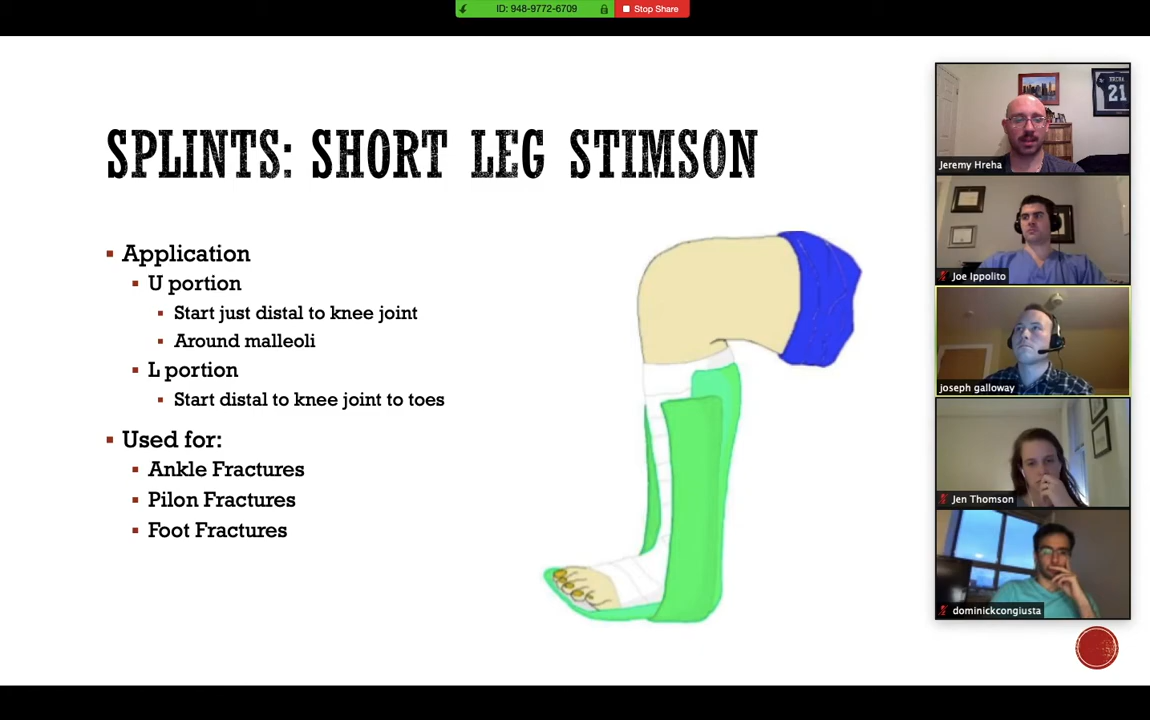 ID: 948-9772-6709
Stop Share
SPLINTS: SHORT LEG STIMSON
Application
U portion
Start just distal to knee joint
Around malleoli
L portion
Start distal to knee joint to toes
Used for:
Ankle Fractures
Pilon Fractures
Foot Fractures
HREHA
21
Jeremy Hreha
Joe Ippolito
joseph galloway
Jen Thomson
dominickcongiusta